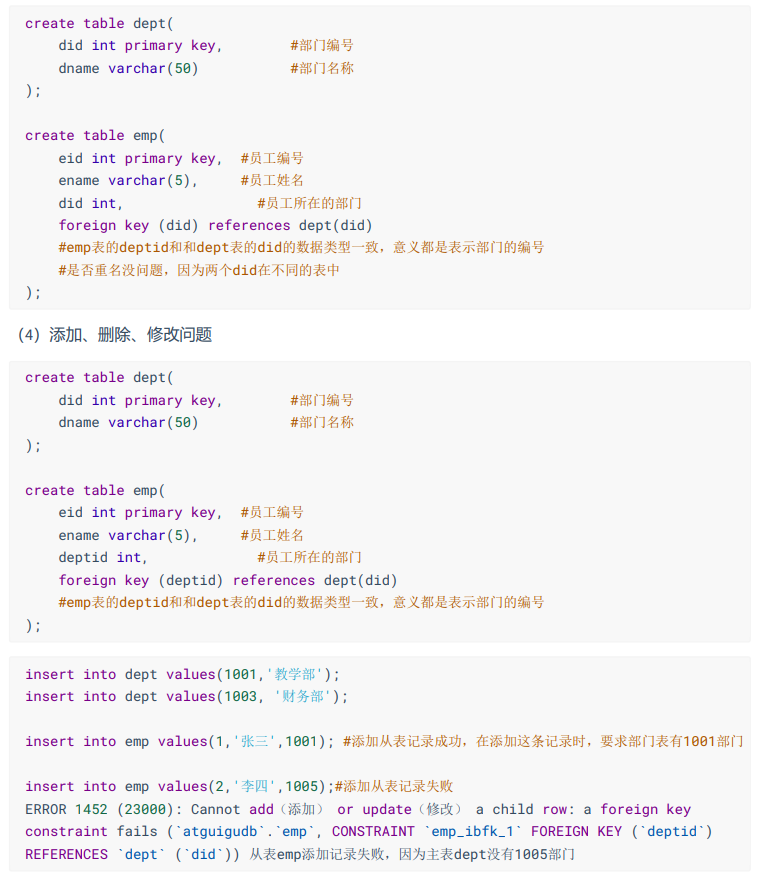 create table dept(
did int primary key, #部门编号
dname varchar(50) #部门名称
);
create table emp(
eid int primary key, #员工编号
ename varchar(5), #员工姓名
did int, #员工所在的部门
foreign key (did) references dept(did)
#emp表的deptid和和dept表的did的数据类型一致，意义都是表示部门的编号
#是否重名没问题，因为两个did在不同的表中
);
（4）添加、删除、修改问题
create table dept(
did int primary key, #部门编号
dname varchar(50) #部门名称
);
create table emp(
eid int primary key, #员工编号
ename varchar(5), #员工姓名
deptid int, #员工所在的部门
foreign key (deptid) references dept(did)
#emp表的deptid和和dept表的did的数据类型一致，意义都是表示部门的编号
);
insert into dept values(1001,'教学部');
insert into dept values(1003, '财务部');
insert into emp values(1,'张三',1001); #添加从表记录成功，在添加这条记录时，要求部门表有1001部门
insert into emp values(2,'李四',1005);#添加从表记录失败
ERROR 1452 (23000): Cannot add（添加） or update（修改） a child row: a foreign key
constraint fails (`atguigudb`.`emp`, CONSTRAINT `emp_ibfk_1` FOREIGN KEY (`deptid`)
REFERENCES `dept` (`did`)) 从表emp添加记录失败，因为主表dept没有1005部门